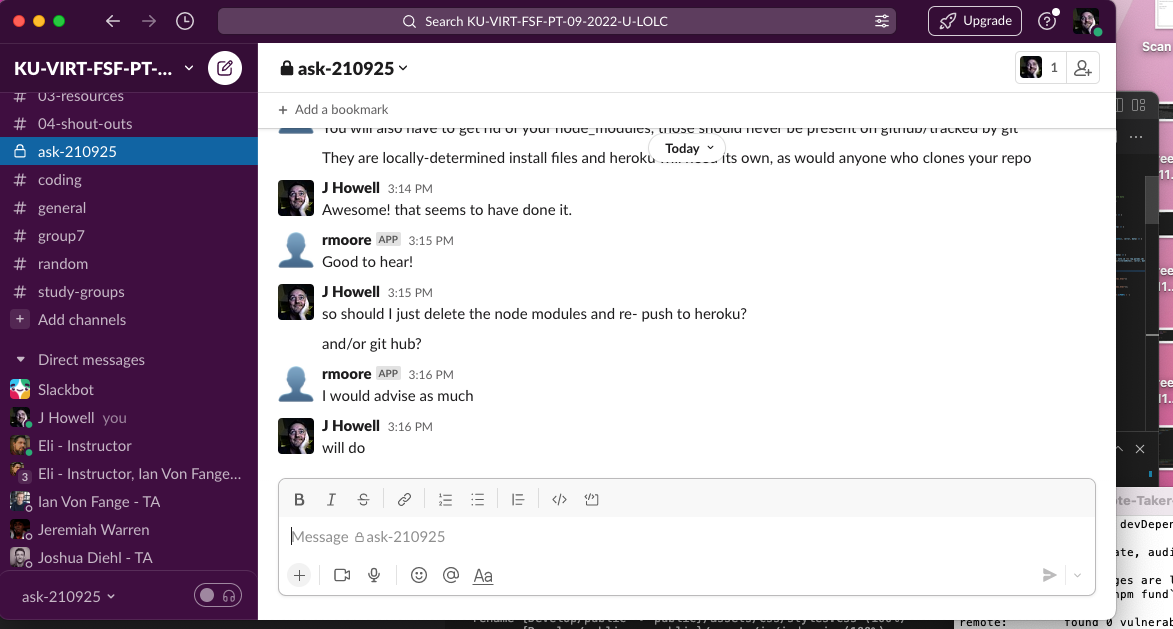 Search KU-VIRT-FSF-PT-09-2022-U-LOLC
Upgrade
KU-VIRT-FSF-PT-...
03-resources
# 04-shout-outs
ask-210925
# coding
# general
# group7
# random
# study-groups
+ Add channels
Direct messages
Slackbot
J Howell you
Eli - Instructor
3 Eli - Instructor, Ian Von Fange...
Ian Von Fange - TA
Jeremiah Warren
Joshua Diehl - TA
ask-210925
ask-210925
1
+ Add a bookmark
You will also have to get rid of your node_modules, those should never be present on github/tracked by git
Today
They are locally-determined install files and heroku will need its own, as would anyone who clones your repo
J Howell 3:14 PM
Awesome! that seems to have done it.
rmoore APP 3:15 PM
Good to hear!
J Howell 3:15 PM
so should I just delete the node modules and re- push to heroku?
and/or git hub?
rmoore APP 3:16 PM
I would advise as much
J Howell 3:16 PM
will do
B I S
Message ask-210925
+ @ Aa
Scan
ote-Taker
devDepen
ate, audi
ges are l
npm fund`
remote: found 0 vulnerab